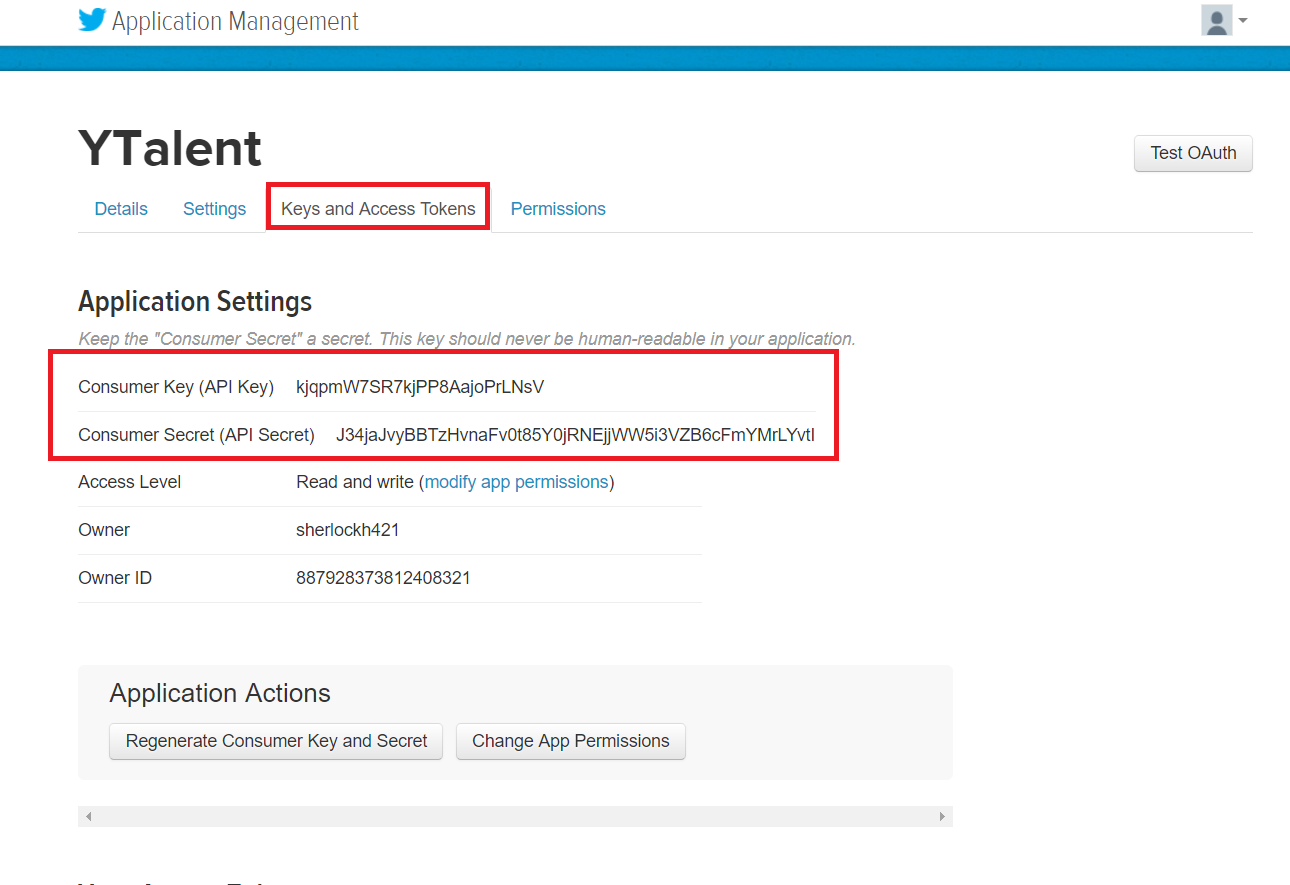 Application Management
YTalent
Test OAuth
Details Settings Keys and Access Tokens Permissions
Application Settings
Keep the "Consumer Secret" a secret. This key should never be human-readable in your application.
Consumer Key (API Key) kjqpmW7SR7kjPP8AajoPrLNsV
Consumer Secret (API Secret) J34jaJvyBBTzHvnaFv0t85Y0jRNEjjWW5i3VZB6cFmYMrLYvtI
Access Level Read and write (modify app permissions)
Owner sherlockh421
Owner ID 887928373812408321
Application Actions
Regenerate Consumer Key and Secret Change App Permissions